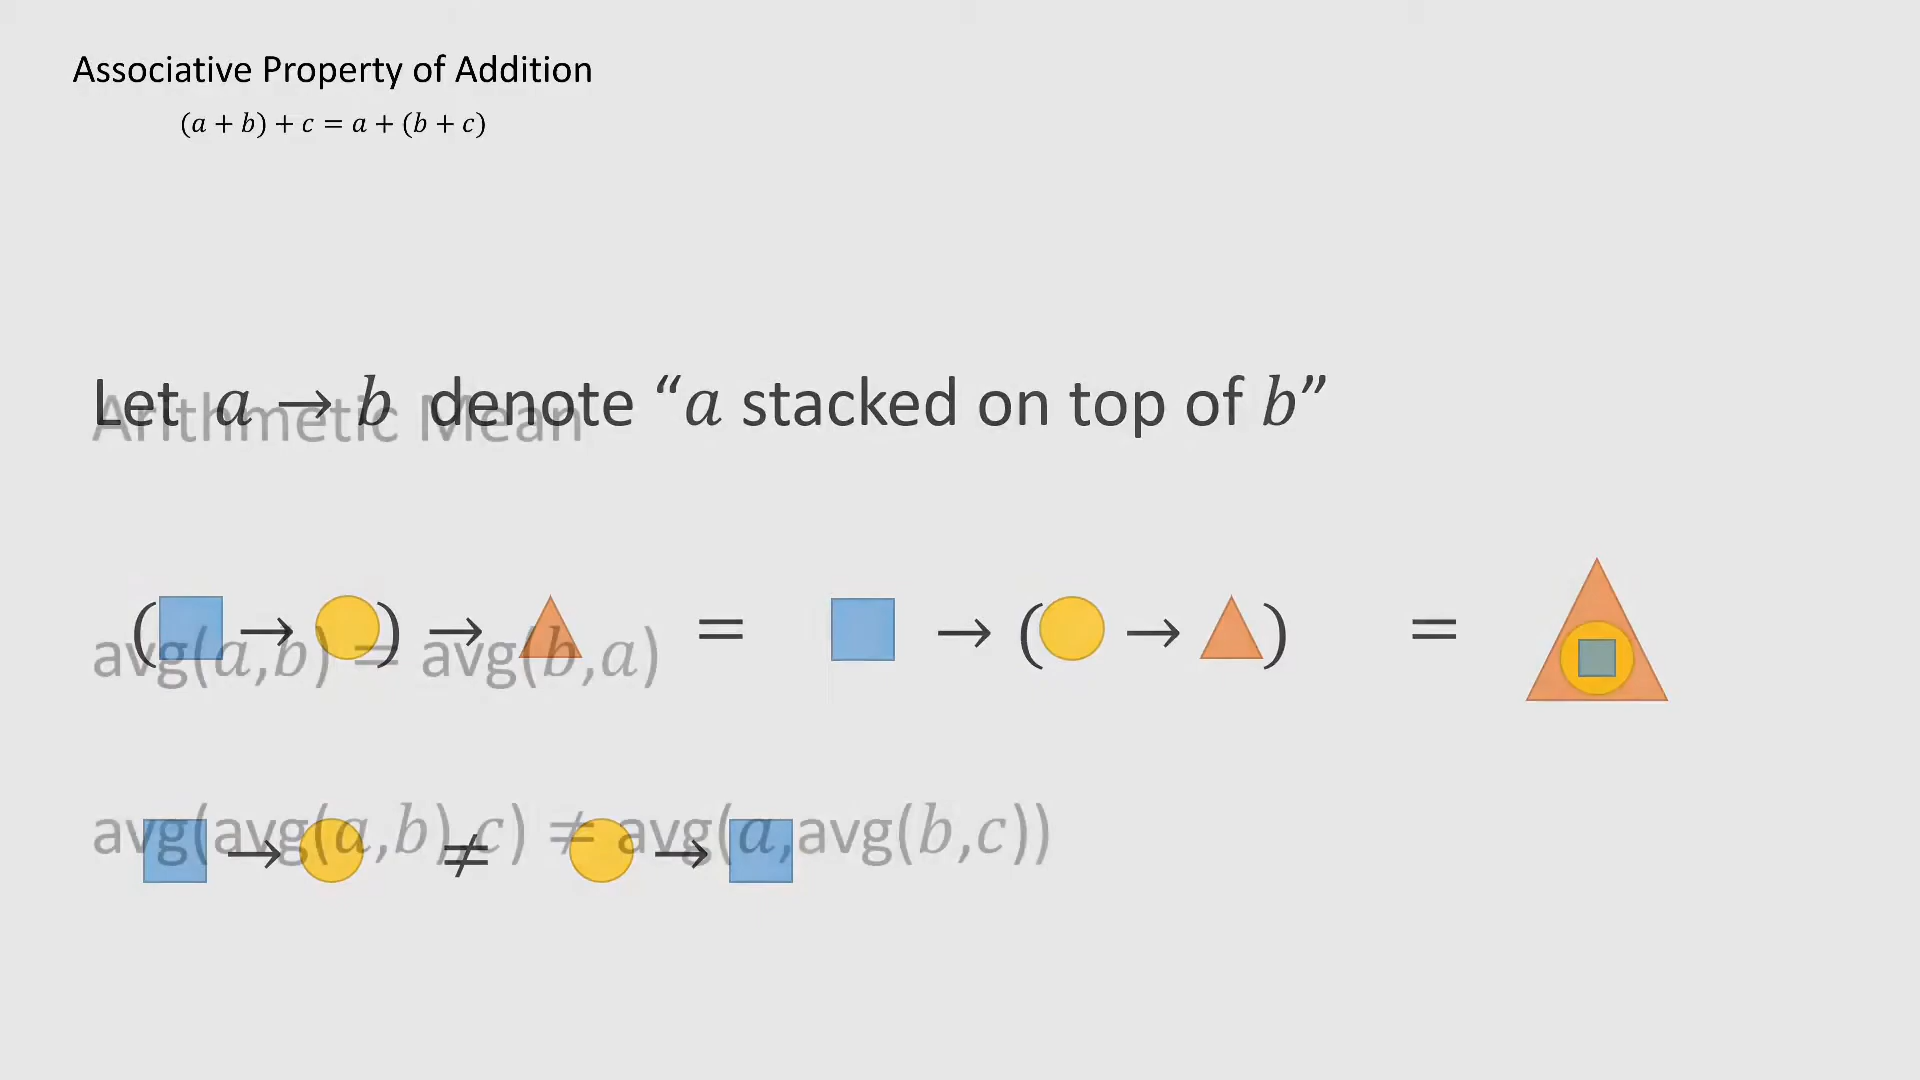 Associative Property of Addition
(a + b) + c = a + (b + c)
Let a → b denote “a stacked on top of b”
Arithmetic Mean
( → ) → = → ( → ) =
avg(a,b) = avg(b,a)
avg(avg(a,b),c) ≠ avg(a,avg(b,c))
→ ≠ →